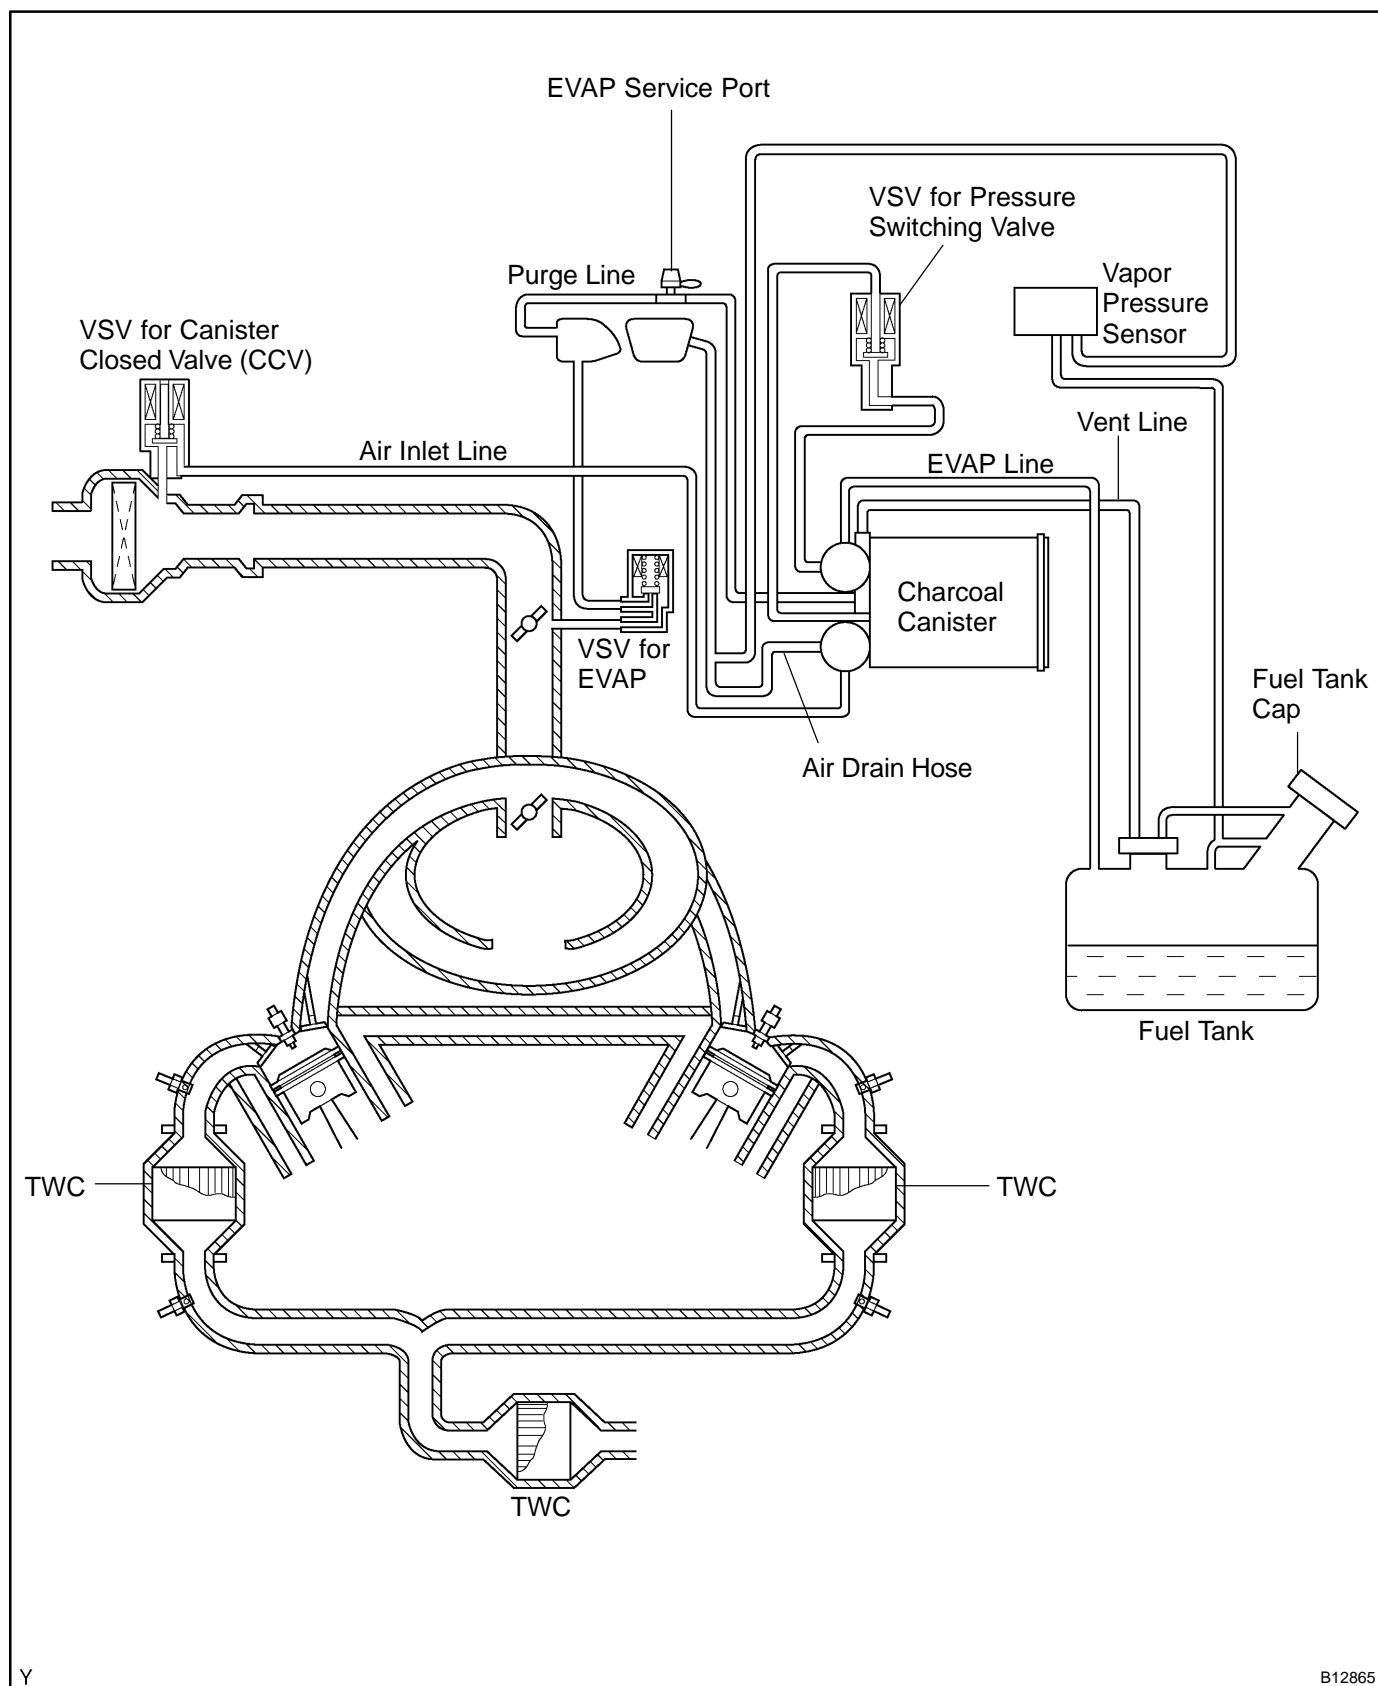 EVAP Service Port
VSV for Pressure
Switching Valve
Purge Line
Vapor
Pressure
Sensor
VSV for Canister
Closed Valve (CCV)
Vent Line
Air Inlet Line
EVAP Line
Charcoal
Canister
VSV for
EVAP
Fuel Tank
Cap
Air Drain Hose
Fuel Tank
TWC
TWC
TWC
Y
B12865